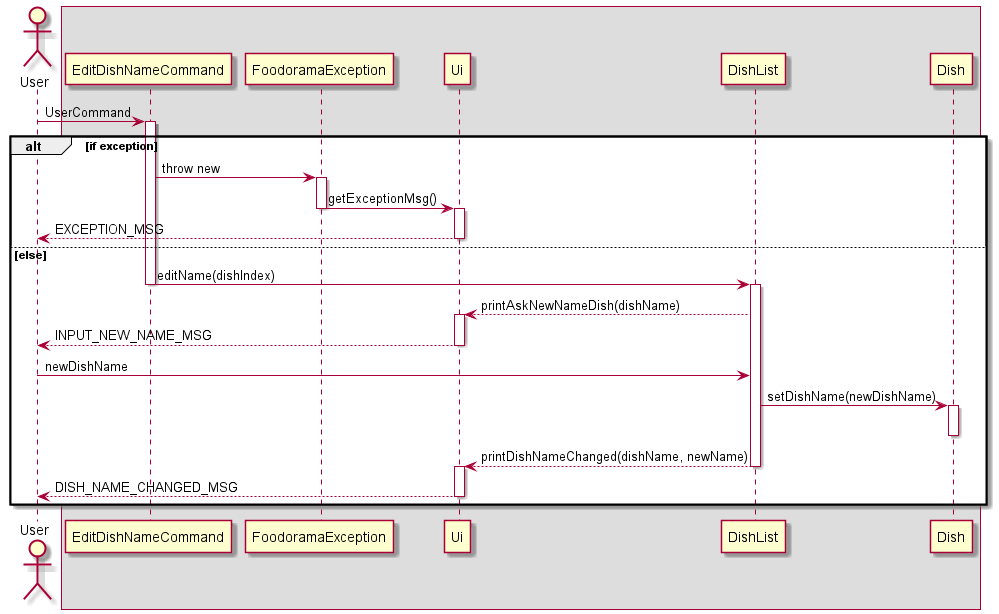 User
EditDishNameCommand
FoodoramaException
Ui
DishList
Dish
UserCommand
alt
[if exception]
throw new
getExceptionMsg()
EXCEPTION_MSG
[else]
editName(dishIndex)
printAskNewNameDish(dishName)
INPUT_NEW_NAME_MSG
newDishName
setDishName(newDishName)
printDishNameChanged(dishName, newName)
DISH_NAME_CHANGED_MSG
User
EditDishNameCommand
FoodoramaException
Ui
DishList
Dish